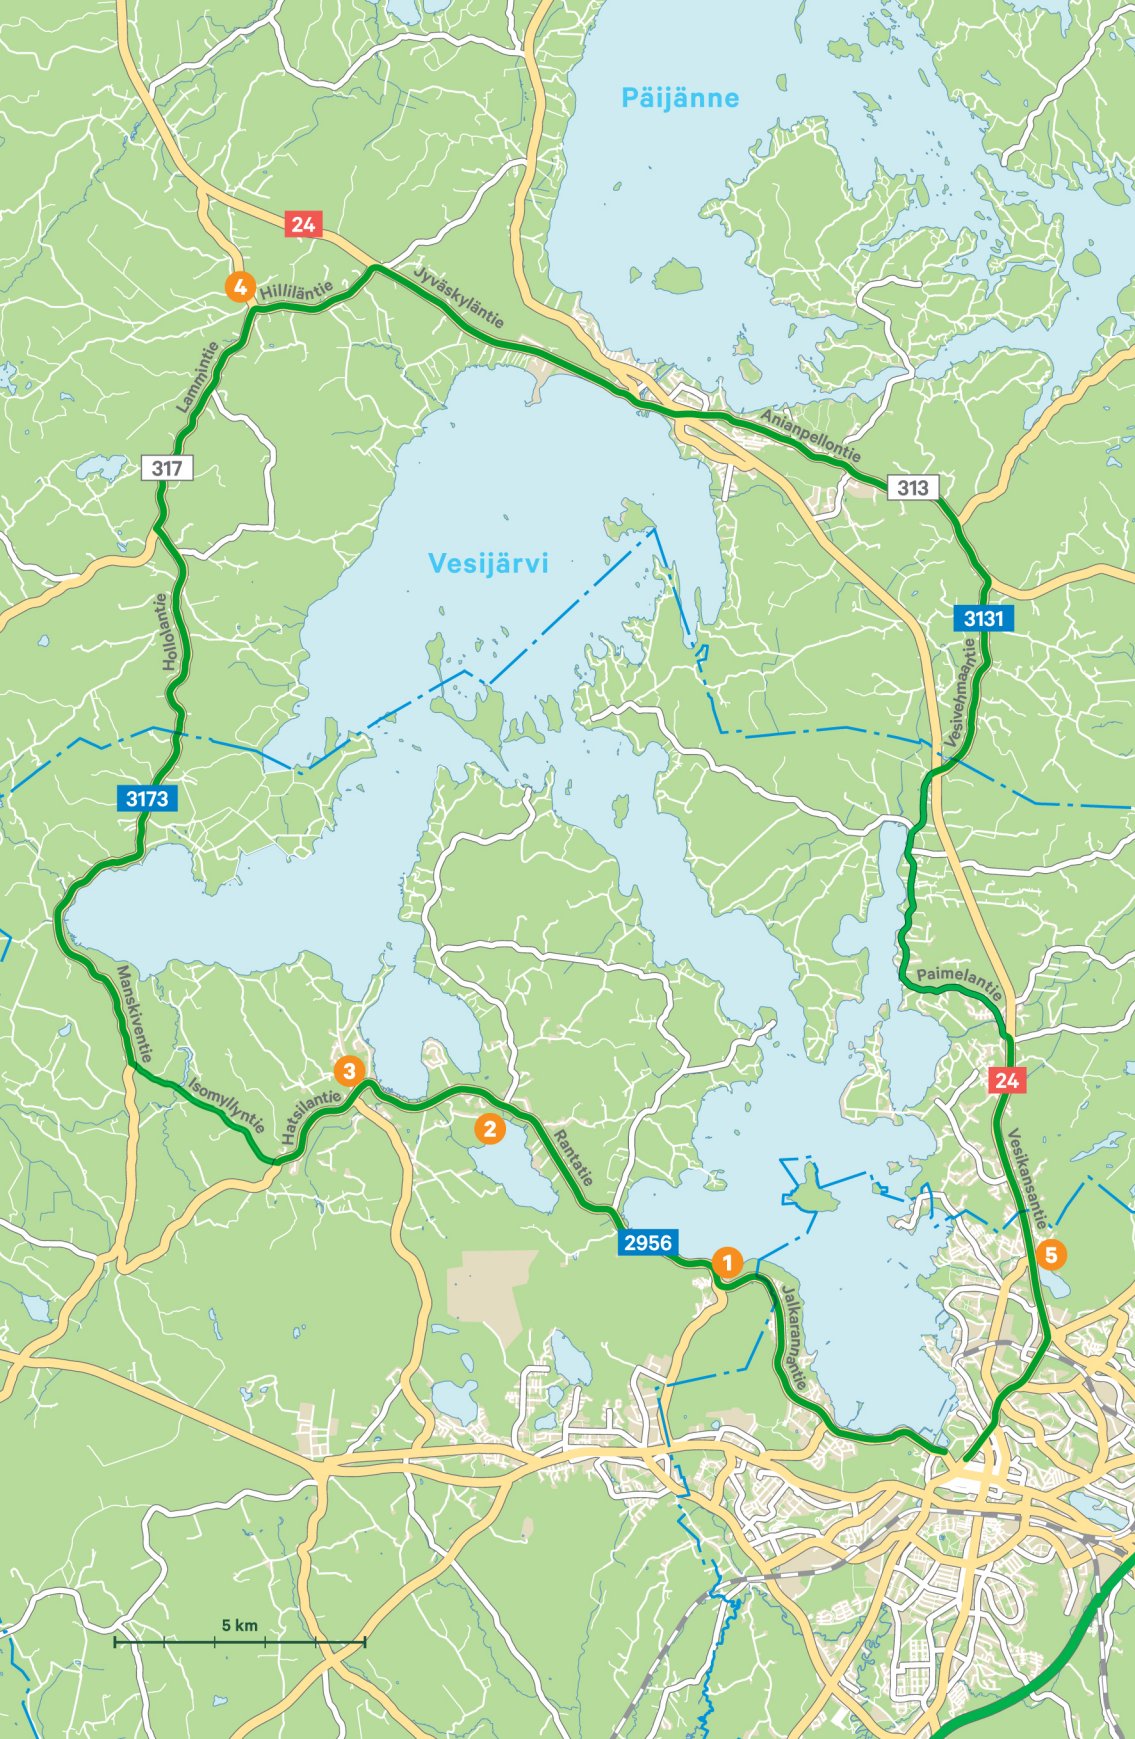 Päijänne
24
4
Hilliläntie
Jyväskyläntie
Lammintie
Anianpellontie
317
313
Vesijärvi
3131
Hollolantie
Vesivehmaantie
3173
Manskiventie
Paimelantie
3
24
Isomyllyntie
Hatsilantie
2
Rantatie
Vesikansantie
2956
1
5
Jalkarannantie
5 km